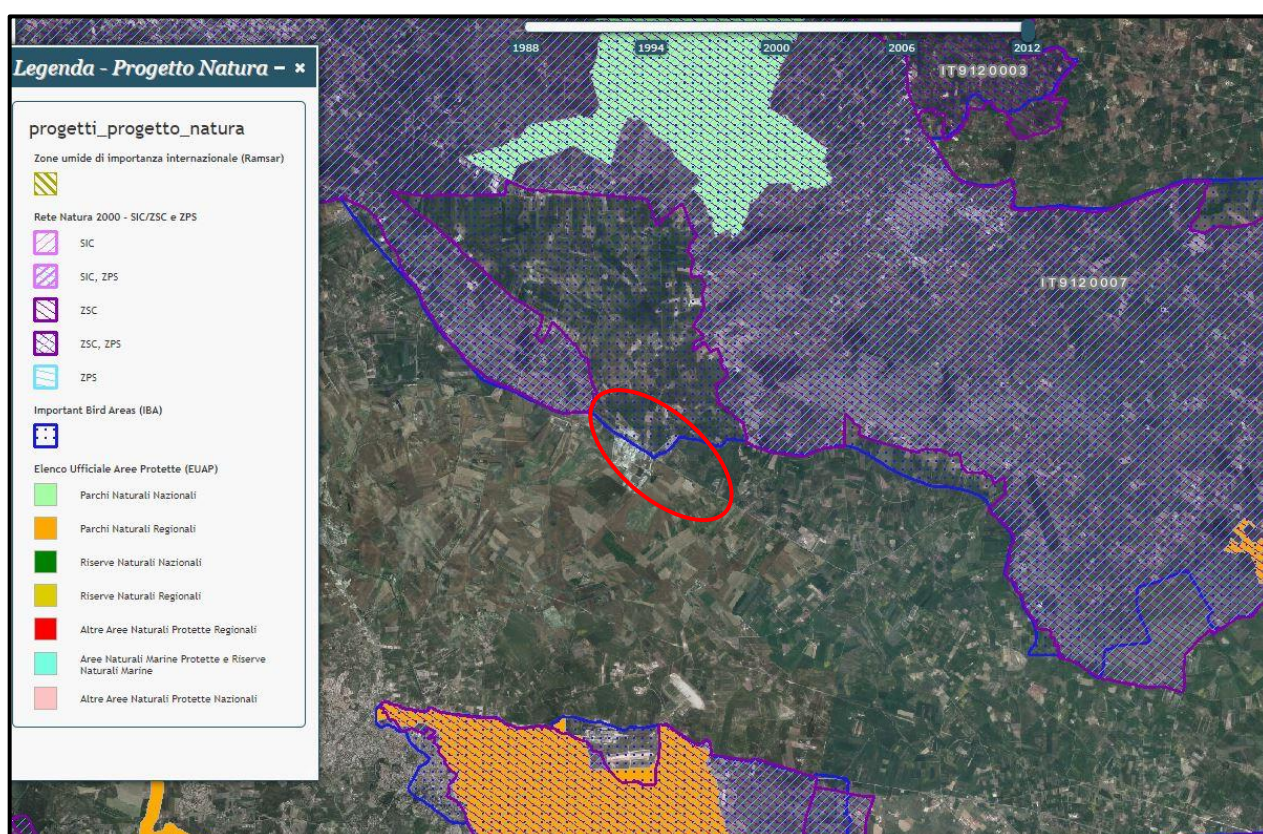 1988
1994
2000
2006
2012
Legenda - Progetto Natura − ×
progetti_progetto_natura
Zone umide di importanza internazionale (Ramsar)
Rete Natura 2000 - SIC/ZSC e ZPS
SIC
SIC, ZPS
ZSC
ZSC, ZPS
ZPS
Important Bird Areas (IBA)
Elenco Ufficiale Aree Protette (EUAP)
Parchi Naturali Nazionali
Parchi Naturali Regionali
Riserve Naturali Nazionali
Riserve Naturali Regionali
Altre Aree Naturali Protette Regionali
Aree Naturali Marine Protette e Riserve
Naturali Marine
Altre Aree Naturali Protette Nazionali
IT9120003
IT9120007